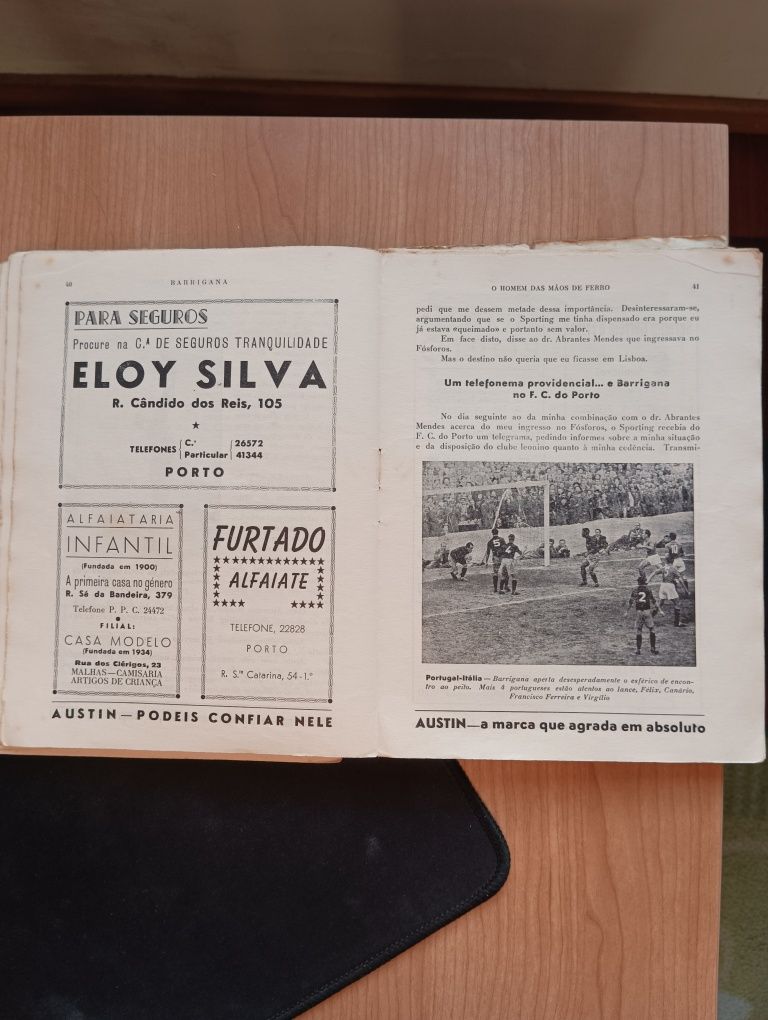 40
BARRIGANA
PARA SEGUROS
Procure na C.ª DE SEGUROS TRANQUILIDADE
ELOY SILVA
R. Cândido dos Reis, 105
★
TELEFONES { C.ª | 26572
Particular | 41344
PORTO
ALFAIATARIA
INFANTIL
(Fundada em 1900)
A primeira casa no género
R. Sá da Bandeira, 379
Telefone P. P. C. 24472
●
FILIAL:
CASA MODELO
(Fundada em 1934)
Rua dos Clérigos, 23
MALHAS—CAMISARIA
ARTIGOS DE CRIANÇA
FURTADO
ALFAIATE
TELEFONE, 22828
PORTO
R. S.ᵗᵃ Catarina, 54-1.º
AUSTIN—PODEIS CONFIAR NELE
O HOMEM DAS MÃOS DE FERRO
41
pedi que me dessem metade dessa importância. Desinteressaram-se,
argumentando que se o Sporting me tinha dispensado era porque eu
já estava «queimado» e portanto sem valor.
Em face disto, disse ao dr. Abrantes Mendes que ingressava no
Fósforos.
Mas o destino não queria que eu ficasse em Lisboa.
Um telefonema providencial... e Barrigana
no F. C. do Porto
No dia seguinte ao da minha combinação com o dr. Abrantes
Mendes acerca do meu ingresso no Fósforos, o Sporting recebia do
F. C. do Porto um telegrama, pedindo informes sobre a minha situação
e da disposição do clube leonino quanto à minha cedência. Transmi-
5
2
Portugal-Itália — Barrigana aperta desesperadamente o esférico de encon-
tro ao peito. Mais 4 portugueses estão atentos ao lance, Félix, Canário,
Francisco Ferreira e Virgílio
AUSTIN—a marca que agrada em absoluto